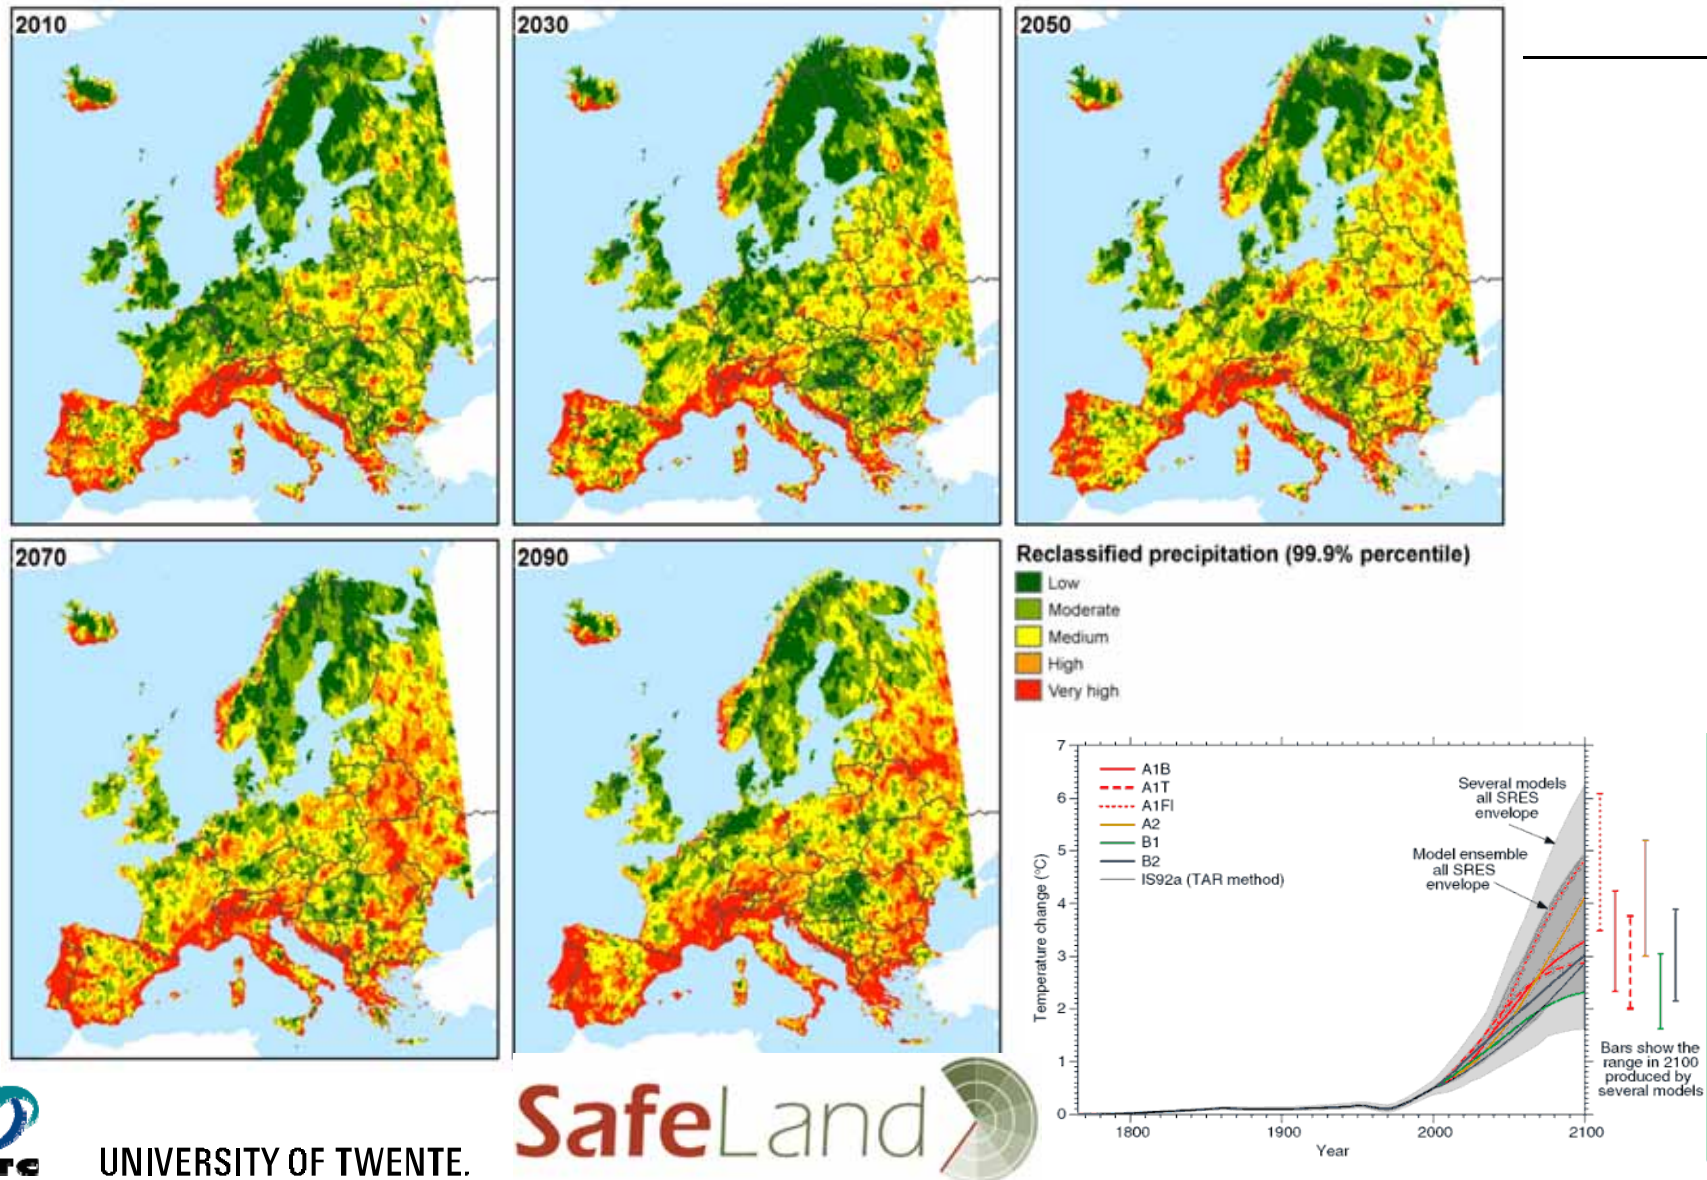 2010
2030
2050
2070
2090
Reclassified precipitation (99.9% percentile)
Low
Moderate
Medium
High
Very high
7
6
5
4
3
2
1
0
Temperature change (°C)
A1B
A1T
A1FI
A2
B1
B2
IS92a (TAR method)
Several models
all SRES
envelope
Model ensemble
all SRES
envelope
1800
1900
2000
2100
Year
Bars show the
range in 2100
produced by
several models
UNIVERSITY OF TWENTE.
SafeLand